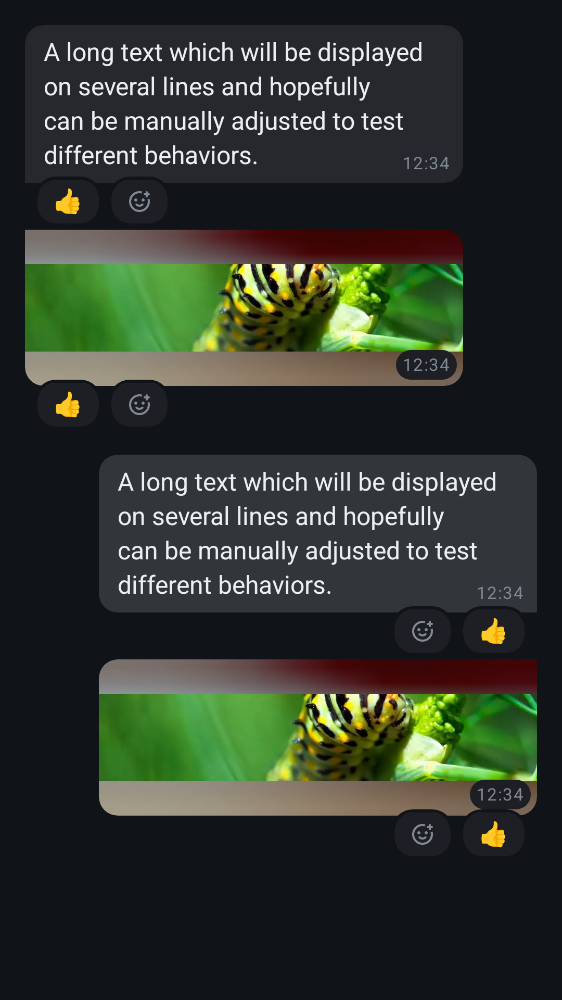 A long text which will be displayed
on several lines and hopefully
can be manually adjusted to test
different behaviors.
12:34
12:34
A long text which will be displayed
on several lines and hopefully
can be manually adjusted to test
different behaviors.
12:34
12:34